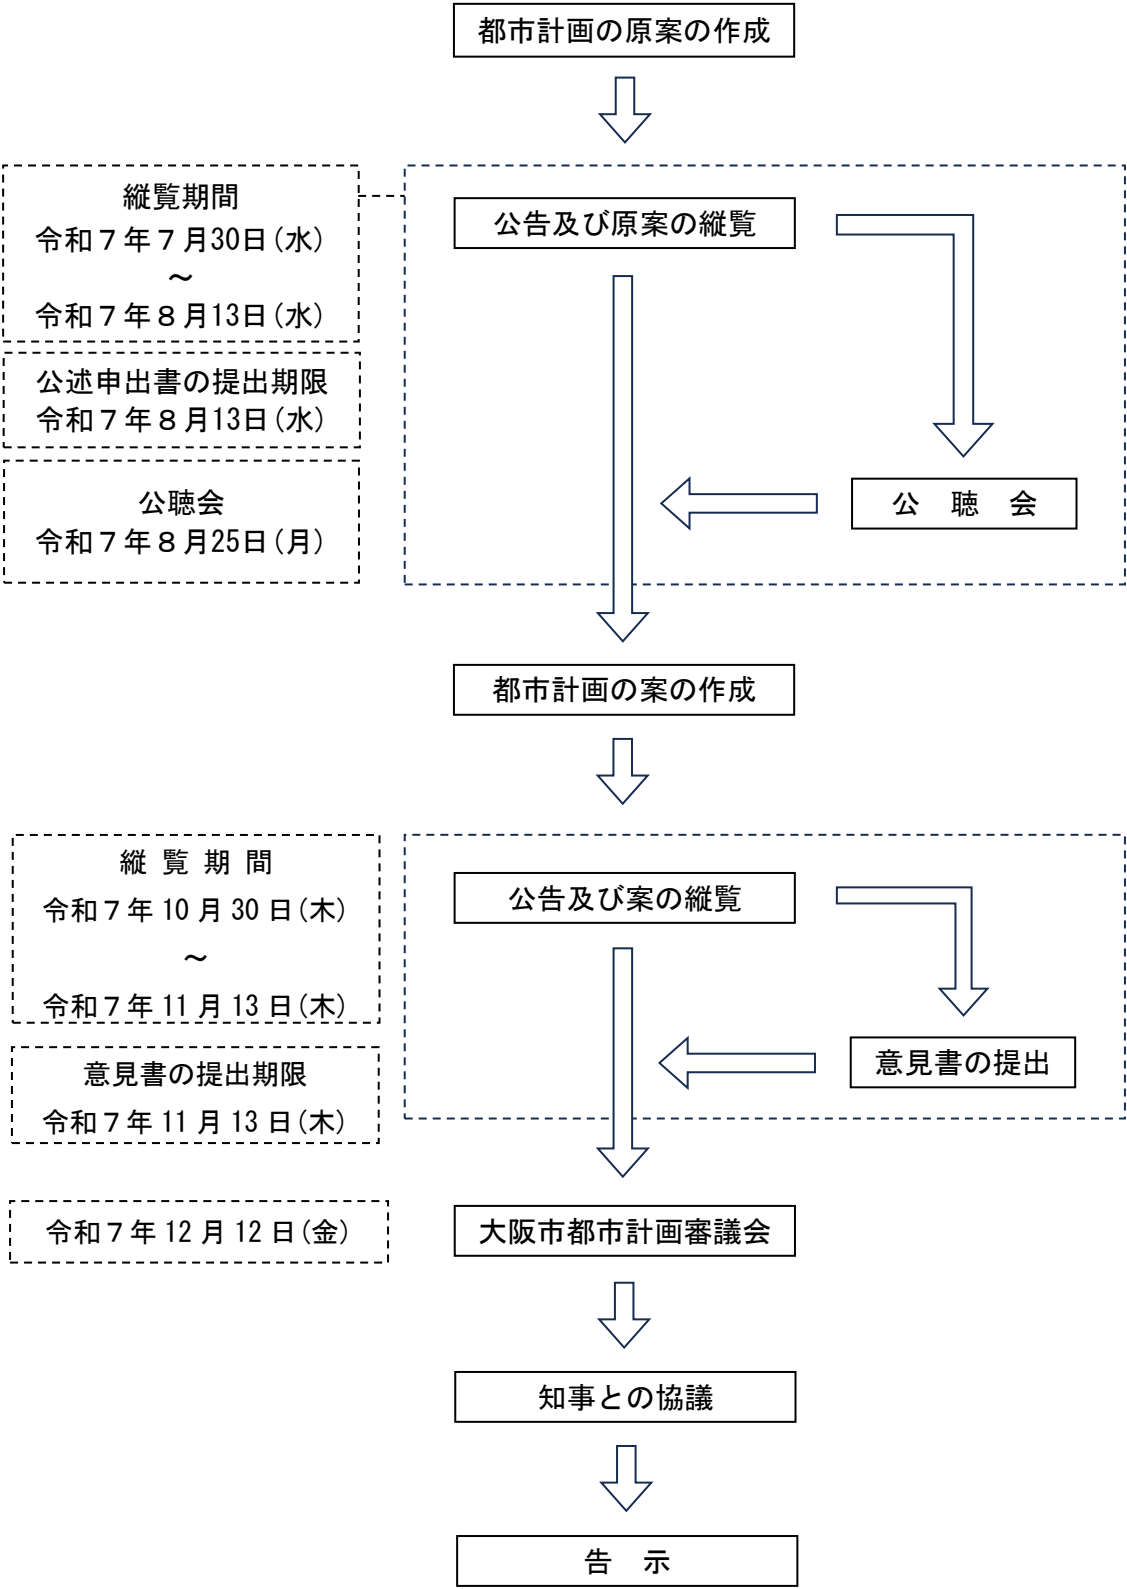 都市計画の原案の作成
縦覧期間
令和７年７月30日(水)
～
令和７年８月13日(水)
公述申出書の提出期限
令和７年８月13日(水)
公聴会
令和７年８月25日(月)
公告及び原案の縦覧
公　聴　会
都市計画の案の作成
縦 覧 期 間
令和７年 10 月 30 日(木)
～
令和７年 11 月 13 日(木)
意見書の提出期限
令和７年 11 月 13 日(木)
公告及び案の縦覧
意見書の提出
令和７年 12 月 12 日(金)
大阪市都市計画審議会
知事との協議
告　示